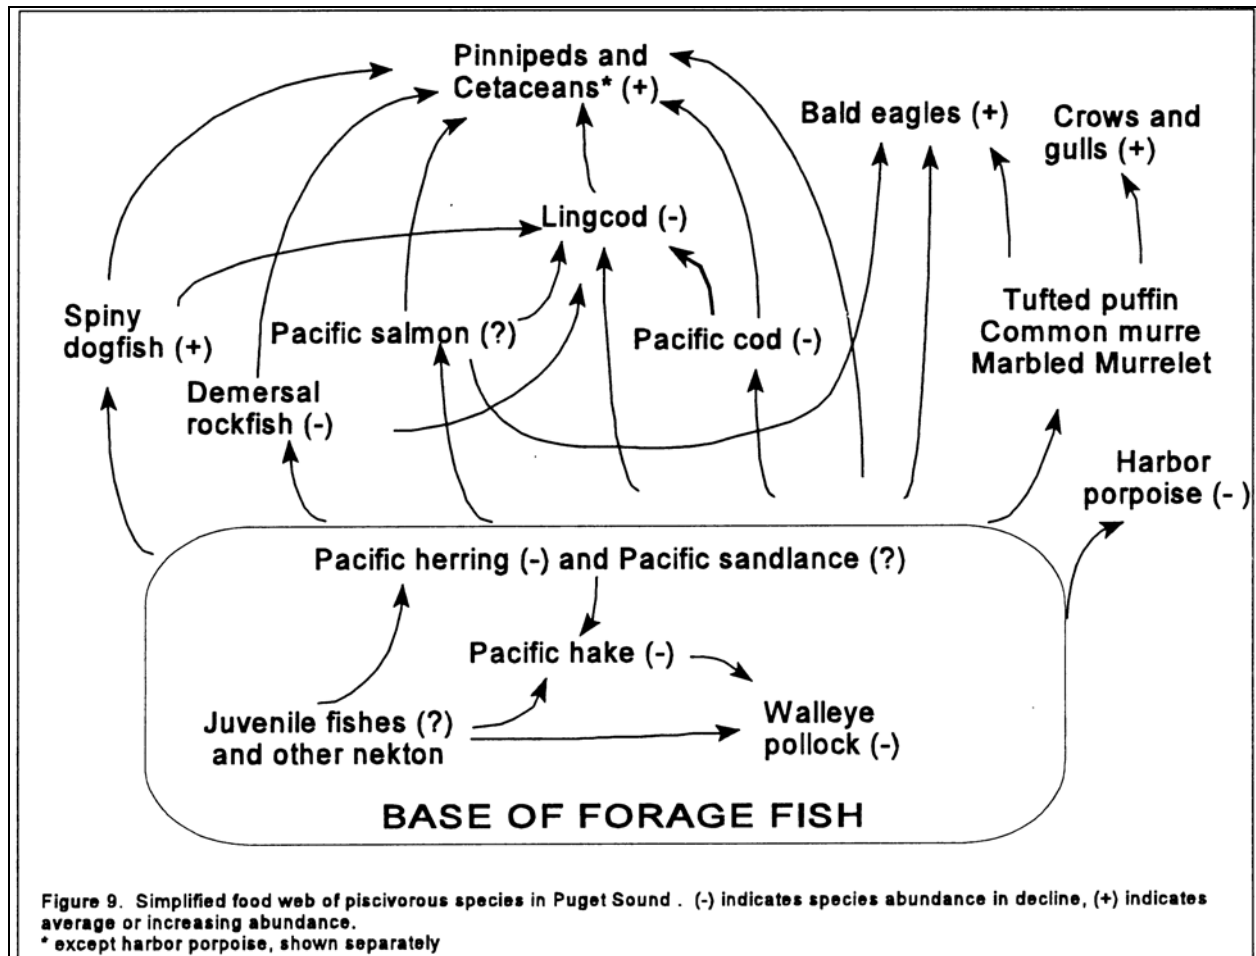 Pinnipeds and
Cetaceans* (+)
Bald eagles (+)
Crows and
gulls (+)
Lingcod (-)
Spiny
dogfish (+)
Pacific salmon (?)
Pacific cod (-)
Tufted puffin
Common murre
Marbled Murrelet
Demersal
rockfish (-)
Harbor
porpoise (-)
Pacific herring (-) and Pacific sandlance (?)
Pacific hake (-)
Juvenile fishes (?)
and other nekton
Walleye
pollock (-)
BASE OF FORAGE FISH
Figure 9. Simplified food web of piscivorous species in Puget Sound . (-) indicates species abundance in decline, (+) indicates
average or increasing abundance.
* except harbor porpoise, shown separately